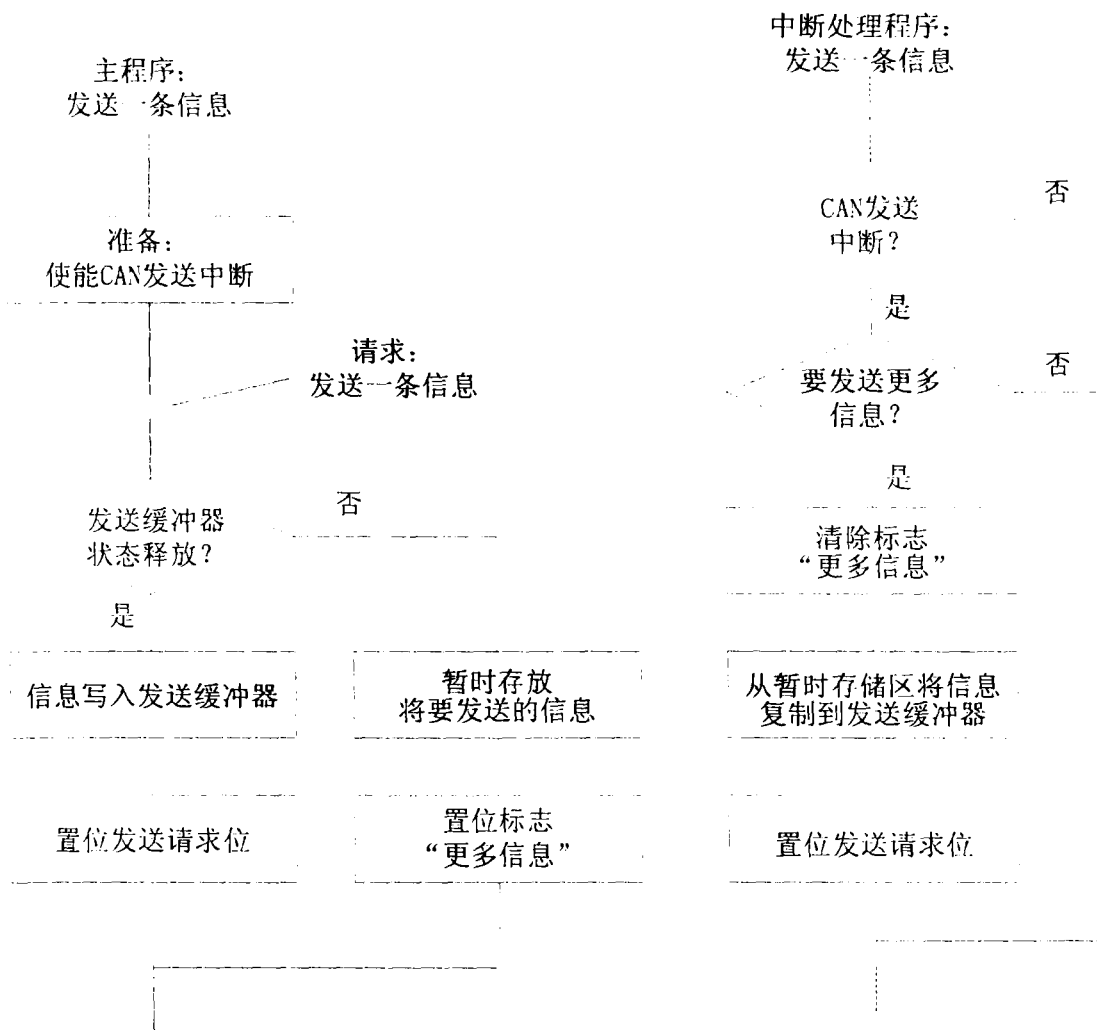 主程序：
发送一条信息
准备：
使能CAN发送中断
请求：
发送一条信息
发送缓冲器
状态释放？
否
是
信息写入发送缓冲器
暂时存放
将要发送的信息
置位发送请求位
置位标志
“更多信息”
中断处理程序：
发送一条信息
CAN发送
中断？
否
是
要发送更多
信息？
否
是
清除标志
“更多信息”
从暂时存储区将信息
复制到发送缓冲器
置位发送请求位